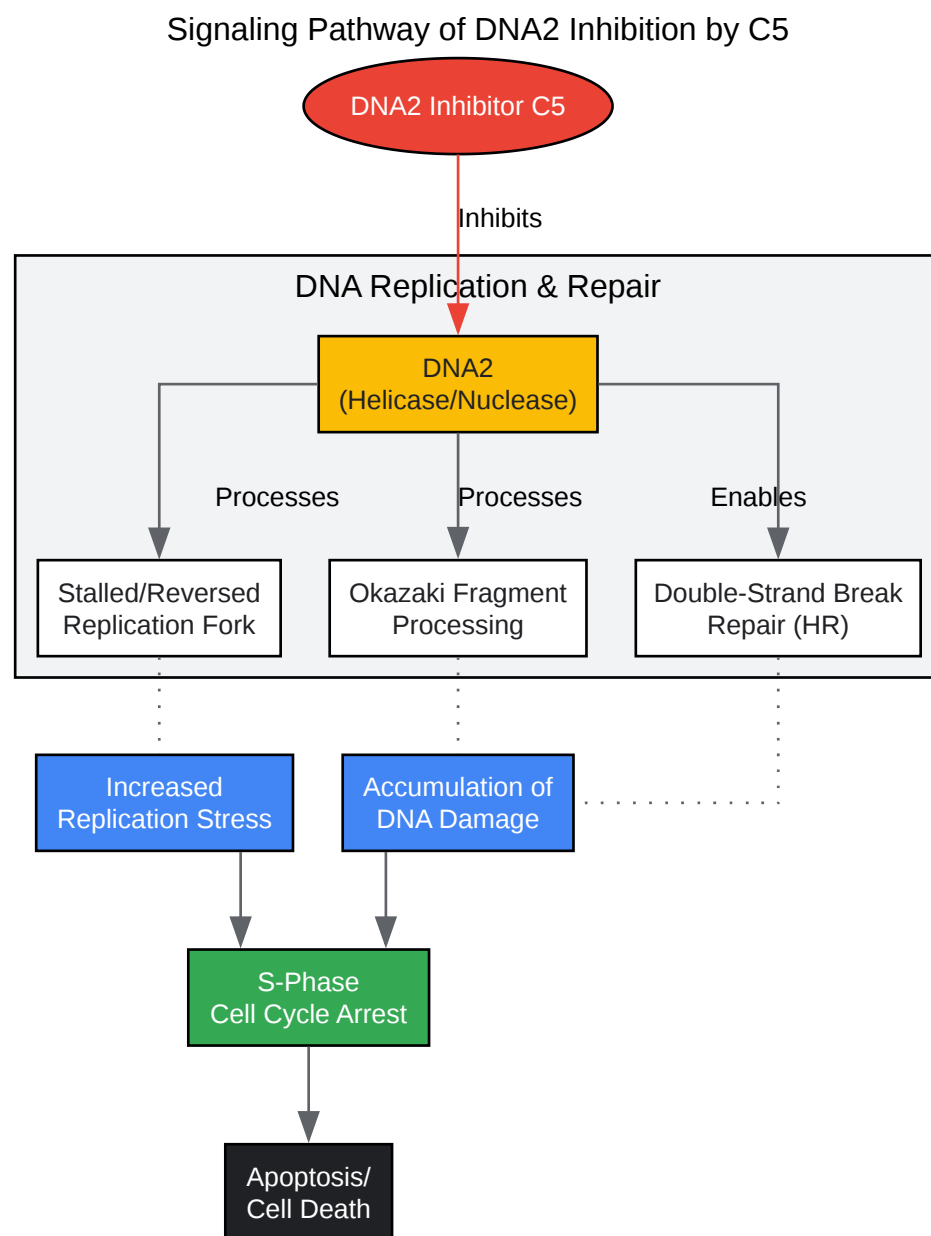 Signaling Pathway of DNA2 Inhibition by C5
DNA2 Inhibitor C5
Inhibits
DNA Replication & Repair
DNA2
(Helicase/Nuclease)
Processes
Processes
Enables
Stalled/Reversed
Replication Fork
Okazaki Fragment
Processing
Double-Strand Break
Repair (HR)
Increased
Replication Stress
Accumulation of
DNA Damage
S-Phase
Cell Cycle Arrest
Apoptosis/
Cell Death